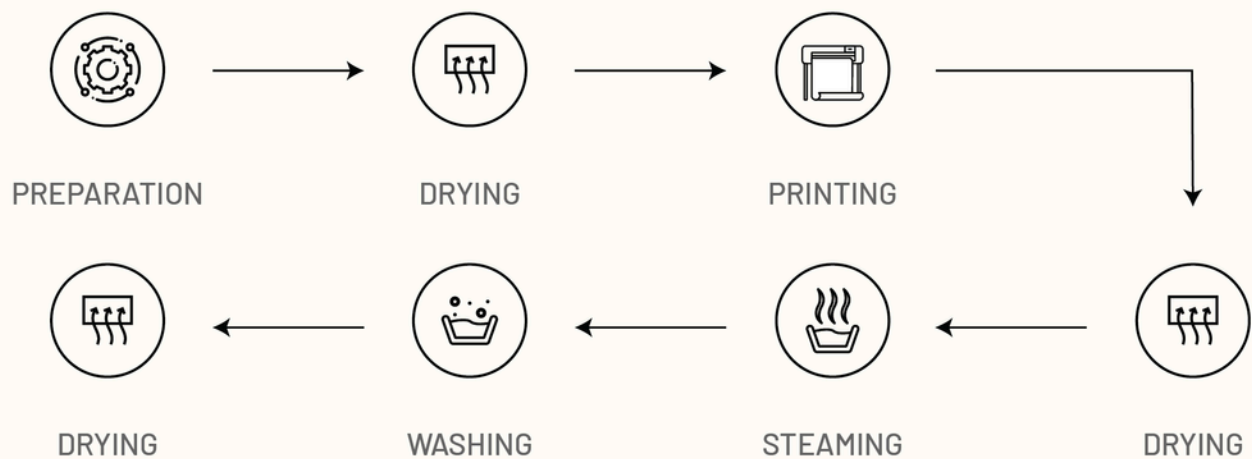 PREPARATION
DRYING
PRINTING
DRYING
STEAMING
WASHING
DRYING